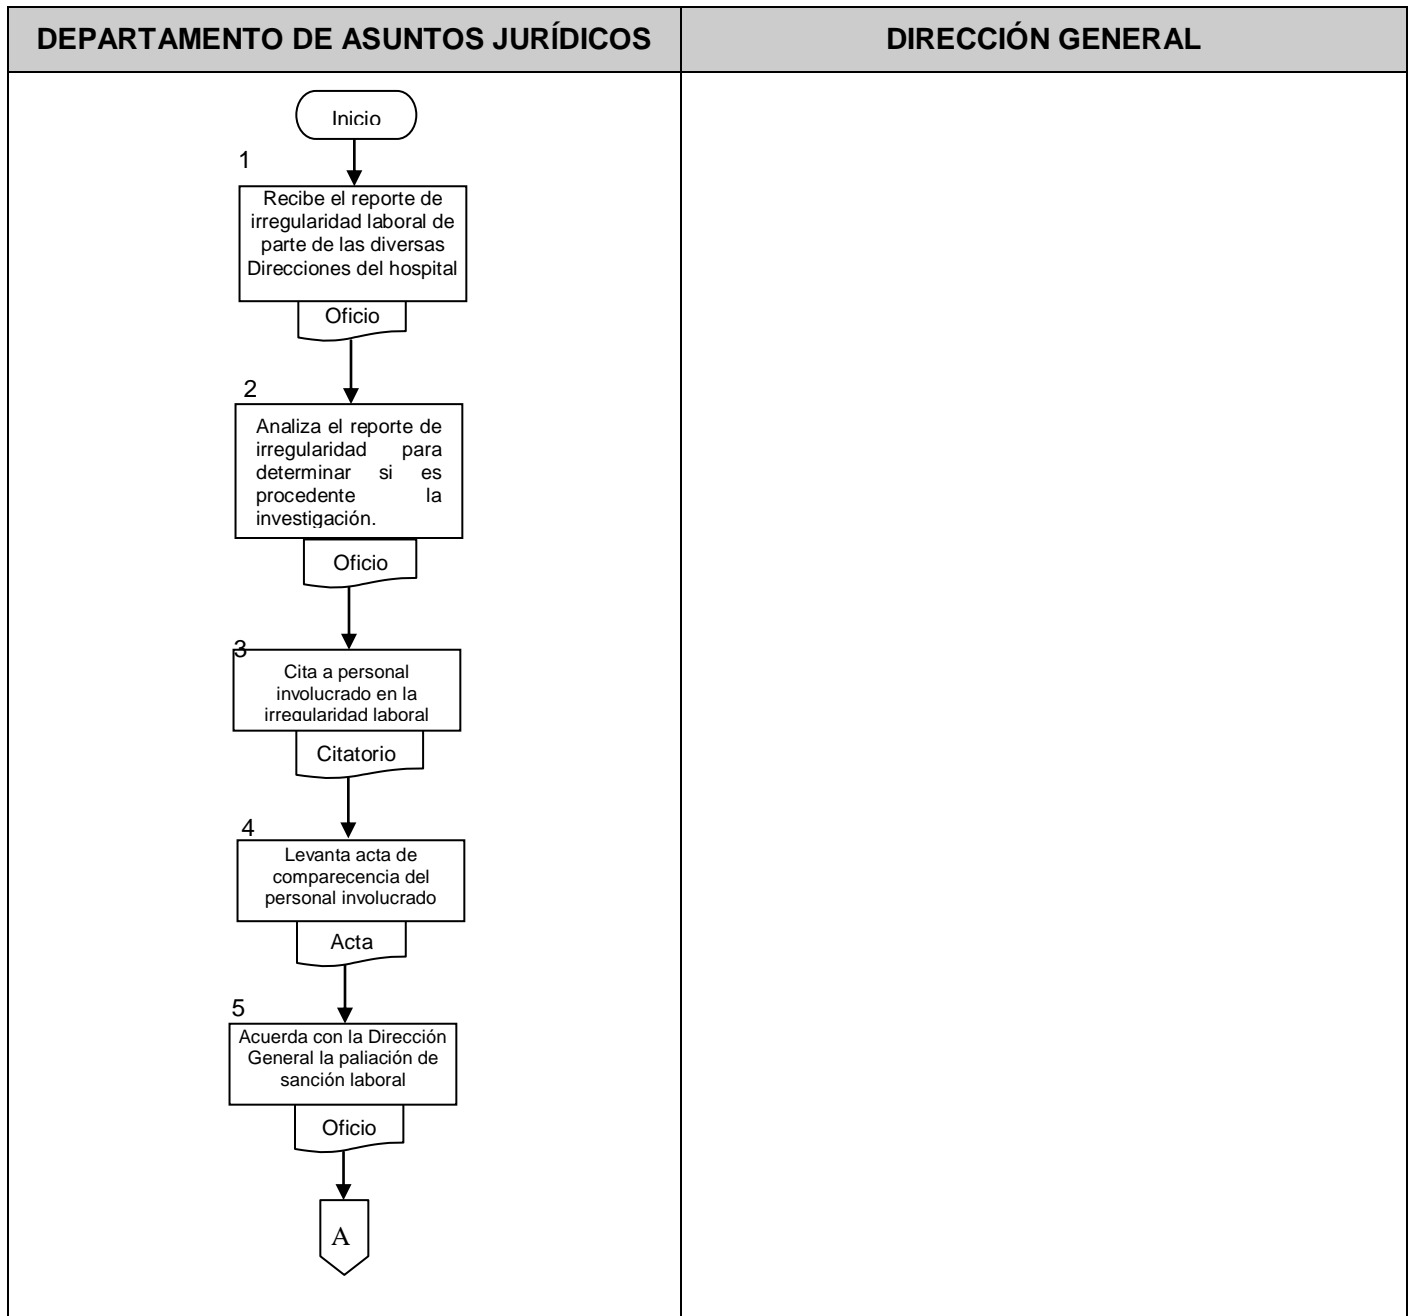 DEPARTAMENTO DE ASUNTOS JURÍDICOS
DIRECCIÓN GENERAL
Inicio
1
Recibe el reporte de
irregularidad laboral de
parte de las diversas
Direcciones del hospital
Oficio
2
Analiza el reporte de
irregularidad para
determinar si es
procedente la
investigación.
Oficio
3
Cita a personal
involucrado en la
irregularidad laboral
Citatorio
4
Levanta acta de
comparecencia del
personal involucrado
Acta
5
Acuerda con la Dirección
General la paliación de
sanción laboral
Oficio
A